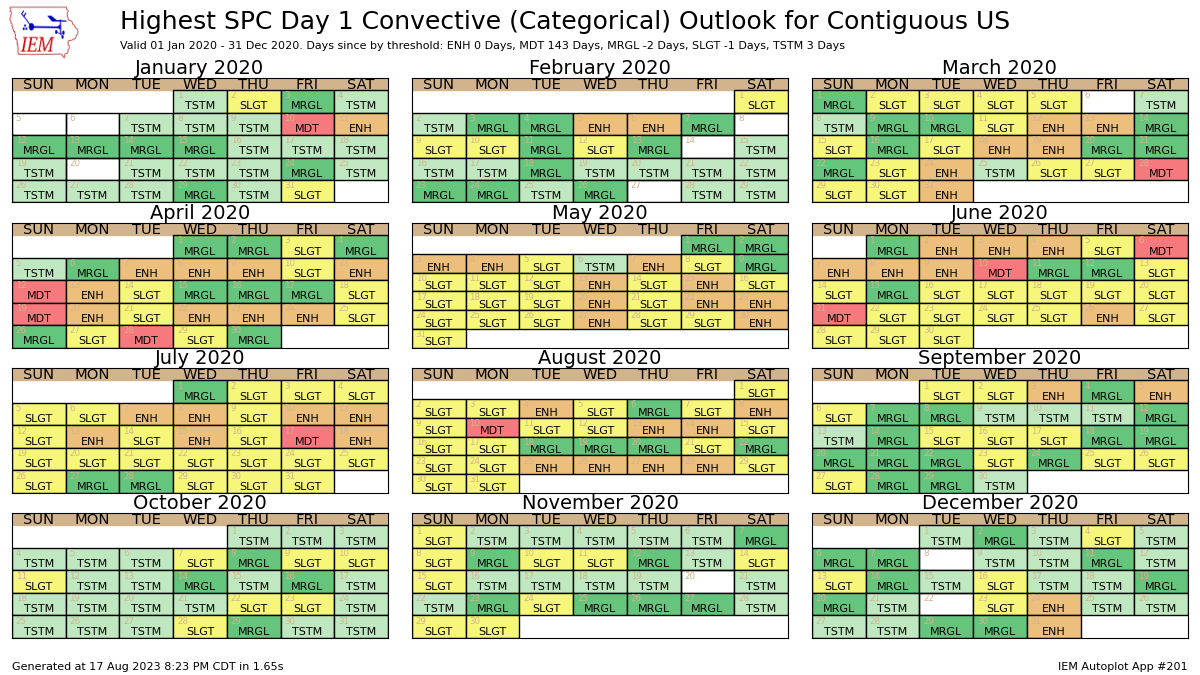 IEM
Highest SPC Day 1 Convective (Categorical) Outlook for Contiguous US
Valid 01 Jan 2020 - 31 Dec 2020. Days since by threshold: ENH 0 Days, MDT 143 Days, MRGL -2 Days, SLGT -1 Days, TSTM 3 Days
January 2020
SUN MON TUE WED THU FRI SAT
TSTM SLGT MRGL TSTM
TSTM TSTM TSTM MDT ENH
MRGL MRGL MRGL MRGL TSTM TSTM TSTM
TSTM TSTM TSTM TSTM MRGL TSTM
TSTM TSTM TSTM MRGL TSTM SLGT
February 2020
SUN MON TUE WED THU FRI SAT
SLGT
TSTM MRGL MRGL ENH ENH MRGL
SLGT SLGT MRGL SLGT MRGL TSTM
TSTM TSTM MRGL TSTM TSTM TSTM TSTM
MRGL MRGL TSTM MRGL TSTM TSTM
March 2020
SUN MON TUE WED THU FRI SAT
MRGL SLGT SLGT SLGT SLGT TSTM
TSTM MRGL MRGL SLGT ENH ENH MRGL
SLGT MRGL SLGT ENH ENH MRGL MRGL
MRGL SLGT ENH TSTM SLGT SLGT MDT
SLGT SLGT ENH
April 2020
SUN MON TUE WED THU FRI SAT
MRGL MRGL SLGT MRGL
TSTM MRGL ENH ENH ENH SLGT ENH
MDT ENH SLGT MRGL MRGL MRGL SLGT
MDT ENH SLGT ENH ENH ENH SLGT
MRGL SLGT MDT SLGT MRGL
May 2020
SUN MON TUE WED THU FRI SAT
MRGL MRGL
ENH ENH SLGT TSTM ENH SLGT MRGL
SLGT SLGT SLGT ENH SLGT ENH SLGT
SLGT SLGT SLGT ENH SLGT ENH ENH
SLGT SLGT SLGT ENH SLGT SLGT ENH
SLGT
June 2020
SUN MON TUE WED THU FRI SAT
MRGL ENH ENH ENH SLGT MDT
ENH ENH ENH MDT MRGL MRGL SLGT
SLGT MRGL SLGT SLGT SLGT SLGT SLGT
MDT SLGT SLGT SLGT SLGT ENH SLGT
SLGT SLGT SLGT
July 2020
SUN MON TUE WED THU FRI SAT
MRGL SLGT SLGT SLGT
SLGT SLGT ENH ENH SLGT ENH ENH
SLGT ENH SLGT ENH SLGT MDT ENH
SLGT SLGT SLGT SLGT SLGT SLGT SLGT
SLGT MRGL MRGL SLGT SLGT SLGT
August 2020
SUN MON TUE WED THU FRI SAT
SLGT
SLGT SLGT ENH SLGT MRGL SLGT ENH
SLGT MDT SLGT SLGT ENH ENH SLGT
SLGT SLGT MRGL MRGL MRGL SLGT MRGL
SLGT SLGT ENH ENH ENH ENH SLGT
SLGT SLGT
September 2020
SUN MON TUE WED THU FRI SAT
SLGT SLGT ENH MRGL ENH
SLGT MRGL MRGL TSTM TSTM TSTM MRGL
TSTM MRGL SLGT SLGT SLGT MRGL MRGL
MRGL MRGL MRGL SLGT MRGL SLGT SLGT
SLGT MRGL MRGL TSTM
October 2020
SUN MON TUE WED THU FRI SAT
TSTM TSTM TSTM
TSTM TSTM TSTM SLGT MRGL SLGT SLGT
SLGT TSTM TSTM MRGL TSTM MRGL TSTM
TSTM TSTM TSTM TSTM SLGT SLGT TSTM
TSTM TSTM TSTM SLGT MRGL TSTM TSTM
November 2020
SUN MON TUE WED THU FRI SAT
SLGT TSTM TSTM TSTM TSTM TSTM MRGL
SLGT MRGL SLGT SLGT MRGL TSTM SLGT
SLGT TSTM TSTM TSTM TSTM TSTM
TSTM MRGL SLGT MRGL MRGL MRGL TSTM
SLGT SLGT
December 2020
SUN MON TUE WED THU FRI SAT
TSTM MRGL TSTM SLGT TSTM
MRGL MRGL TSTM TSTM MRGL TSTM
SLGT MRGL TSTM SLGT TSTM TSTM MRGL
MRGL TSTM SLGT ENH TSTM TSTM
TSTM TSTM MRGL MRGL ENH
Generated at 17 Aug 2023 8:23 PM CDT in 1.65s
IEM Autoplot App #201